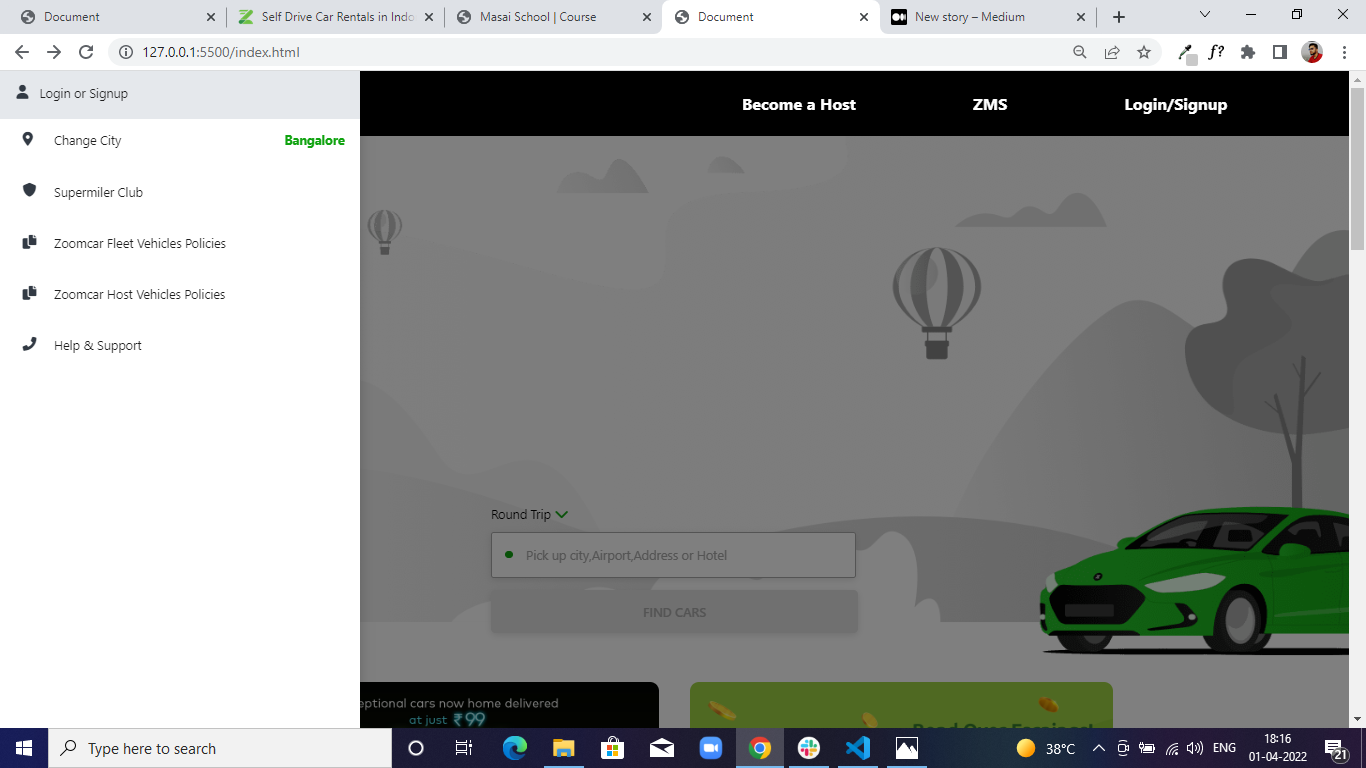 Document
Self Drive Car Rentals in Indo
Masai School | Course
Document
New story – Medium
127.0.0.1:5500/index.html
f?
Login or Signup
Become a Host
ZMS
Login/Signup
Change City
Bangalore
Supermiler Club
Zoomcar Fleet Vehicles Policies
Zoomcar Host Vehicles Policies
Help & Support
Round Trip
Pick up city,Airport,Address or Hotel
FIND CARS
eptional cars now home delivered
at just ₹99
Type here to search
38°C
ENG
18:16
01-04-2022
21